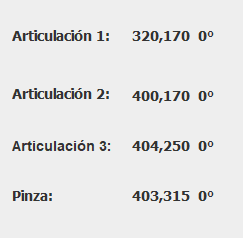 Articulación 1: 320,170 0º
Articulación 2: 400,170 0º
Articulación 3: 404,250 0º
Pinza: 403,315 0º